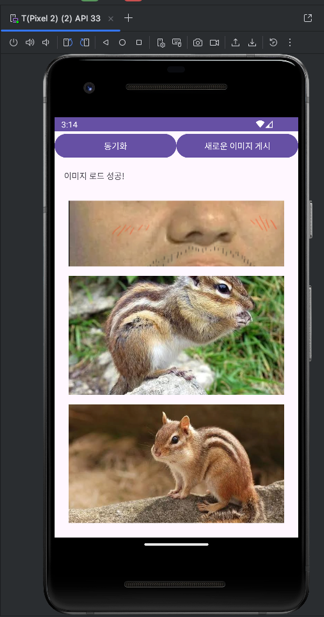 T(Pixel 2) (2) API 33
3:14
동기화
새로운 이미지 게시
이미지 로드 성공!